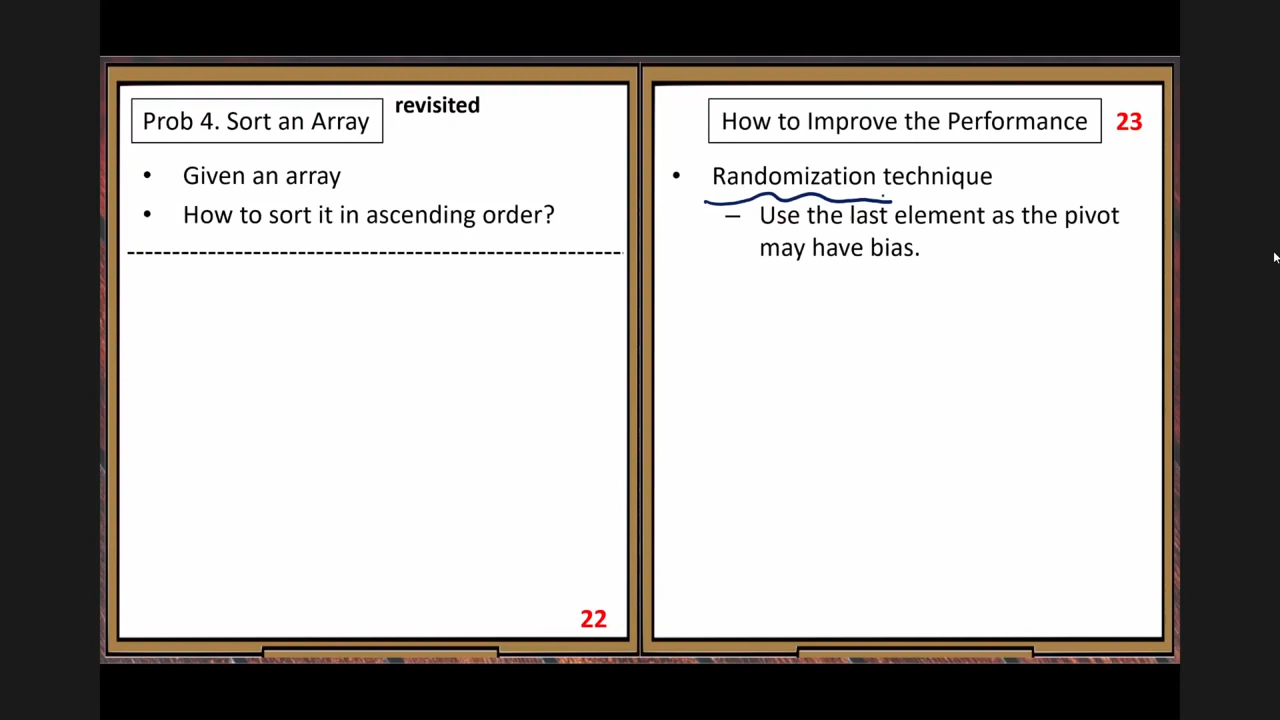 Prob 4. Sort an Array
revisited
• Given an array
• How to sort it in ascending order?
22
How to Improve the Performance
23
• Randomization technique
– Use the last element as the pivot
may have bias.